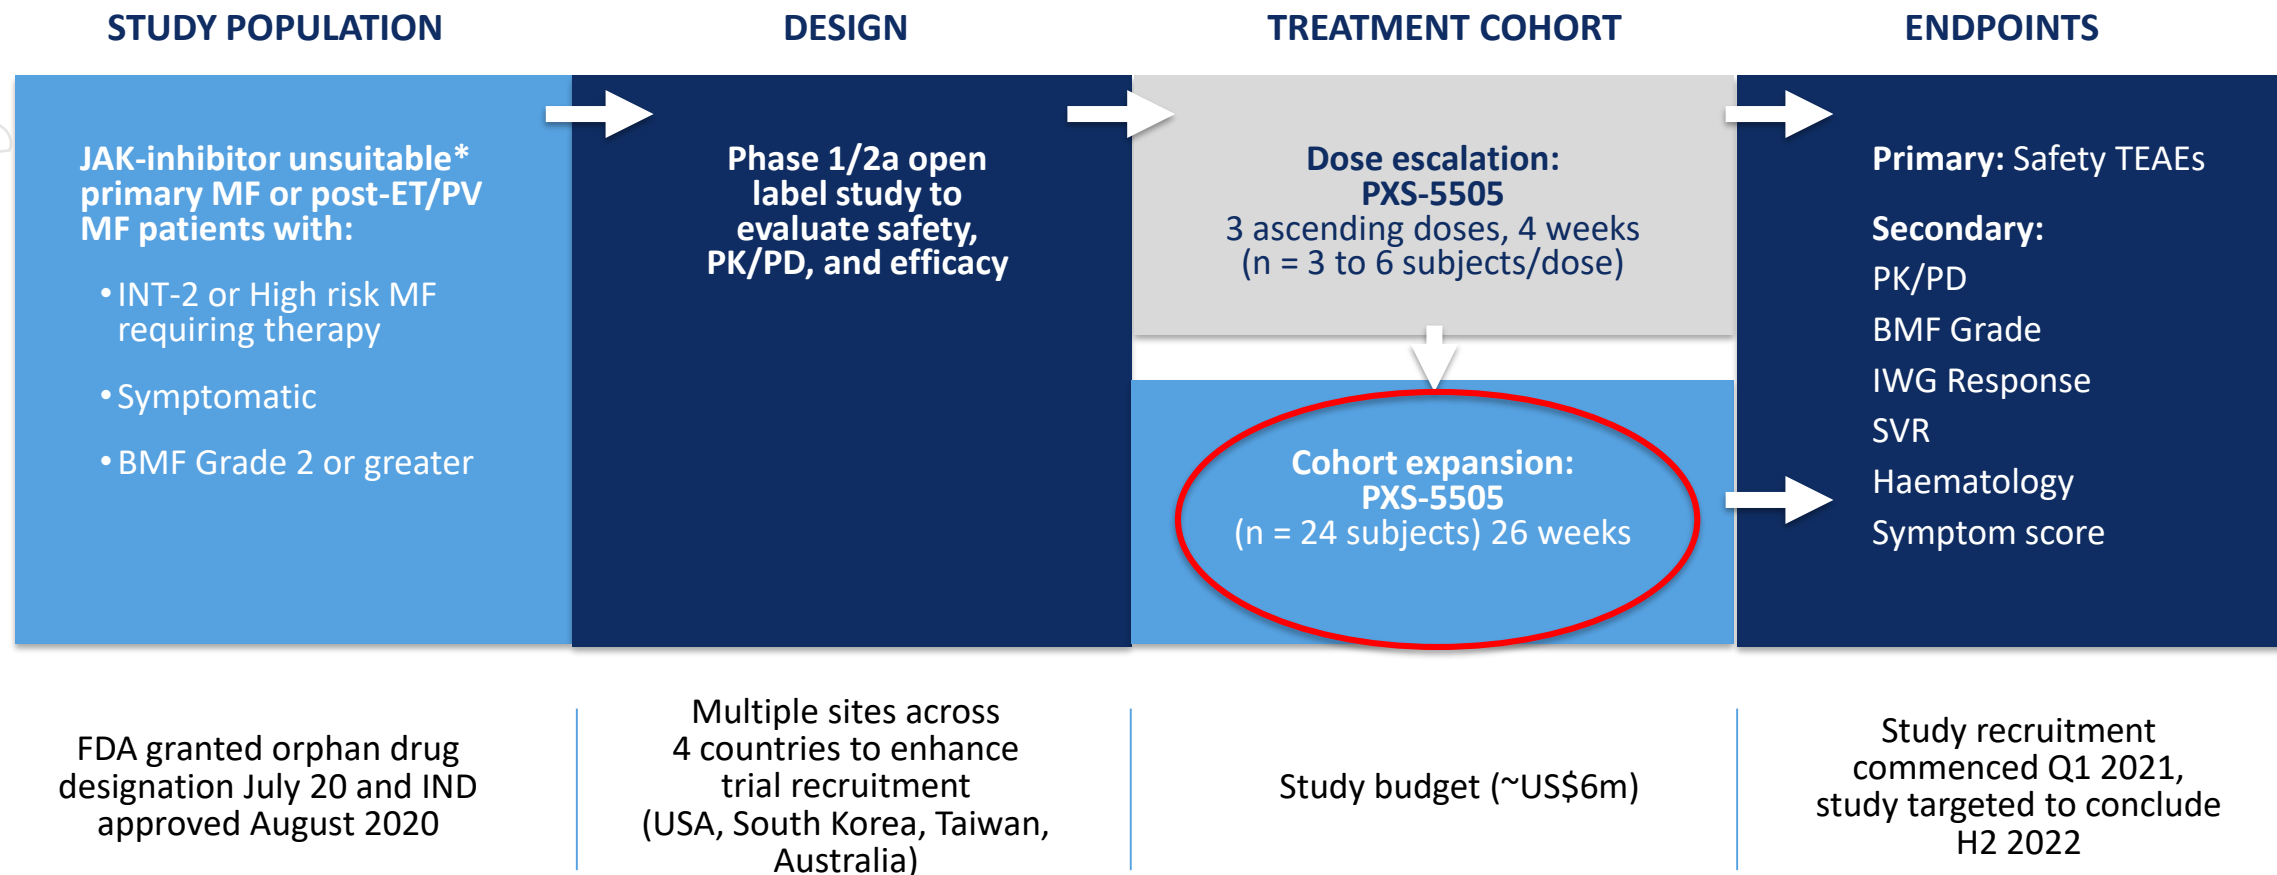 STUDY POPULATION
JAK-inhibitor unsuitable*
primary MF or post-ET/PV
MF patients with:
• INT-2 or High risk MF
requiring therapy
• Symptomatic
• BMF Grade 2 or greater
FDA granted orphan drug
designation July 20 and IND
approved August 2020
DESIGN
Phase 1/2a open
label study to
evaluate safety,
PK/PD, and efficacy
Multiple sites across
4 countries to enhance
trial recruitment
(USA, South Korea, Taiwan,
Australia)
TREATMENT COHORT
Dose escalation:
PXS-5505
3 ascending doses, 4 weeks
(n = 3 to 6 subjects/dose)
Cohort expansion:
PXS-5505
(n = 24 subjects) 26 weeks
Study budget (~US$6m)
ENDPOINTS
Primary: Safety TEAEs
Secondary:
PK/PD
BMF Grade
IWG Response
SVR
Haematology
Symptom score
Study recruitment
commenced Q1 2021,
study targeted to conclude
H2 2022